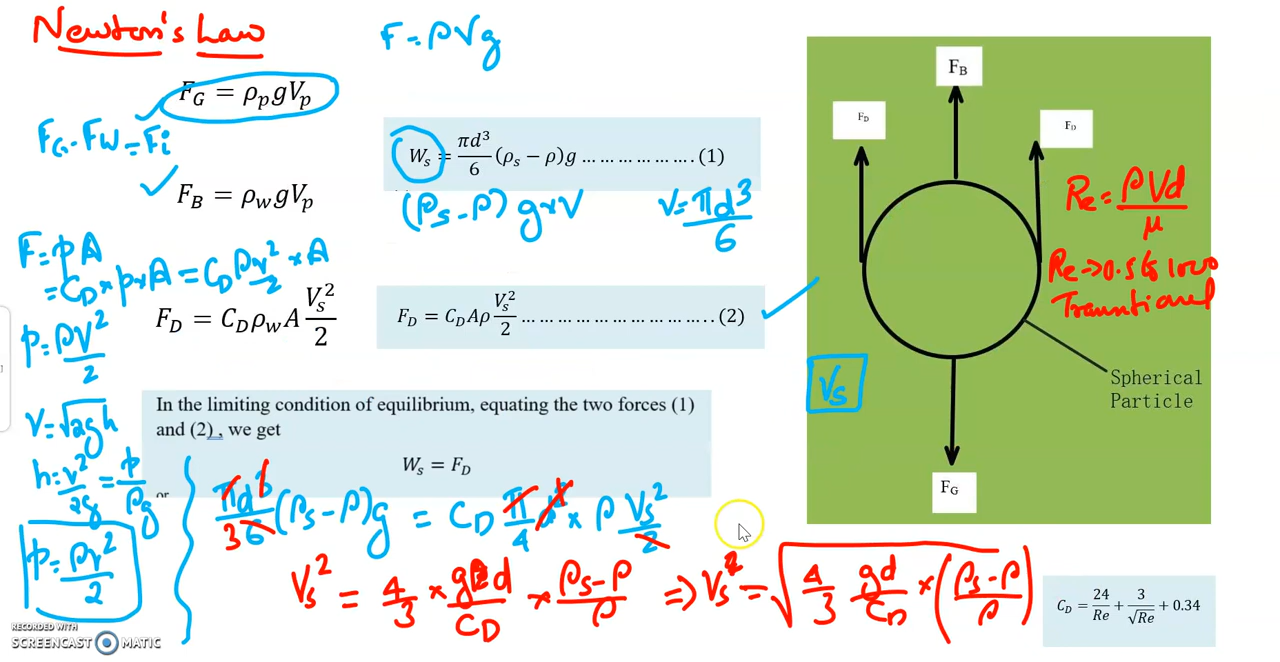 Newton's Law
F = ρVg
F_G = ρ_p g V_p
F_G - F_W = F_i
W_s = πd³/6 (ρ_s − ρ)g … … … … … . (1)
(ρ_s - ρ) g × V
V = πd³/6
F_B = ρ_w g V_p
F = pA
= C_D × p × A = C_D ρv²/2 × A
F_D = C_D ρ_w A V_s²/2
F_D = C_D Aρ V_s²/2 … … … … … … … … . . (2)
p = ρV²/2
V = √2gh
h = v²/2g = p/ρg
p = ρv²/2
In the limiting condition of equilibrium, equating the two forces (1)
and (2) , we get
W_s = F_D
or
πd³/6 (ρ_s - ρ)g = C_D π/4 d² × ρ V_s²/2
3
V_s² = 4/3 × gd/C_D × ρ_s - ρ/ρ ⇒ V_s = √4/3 gd/C_D × (ρ_s - ρ/ρ)
F_B
F_D
F_D
Re = ρVd/μ
Re → 0.5 to 1000
V_s
Spherical
Particle
F_G
C_D = 24/Re + 3/√Re + 0.34
RECORDED WITH
SCREENCAST MATIC